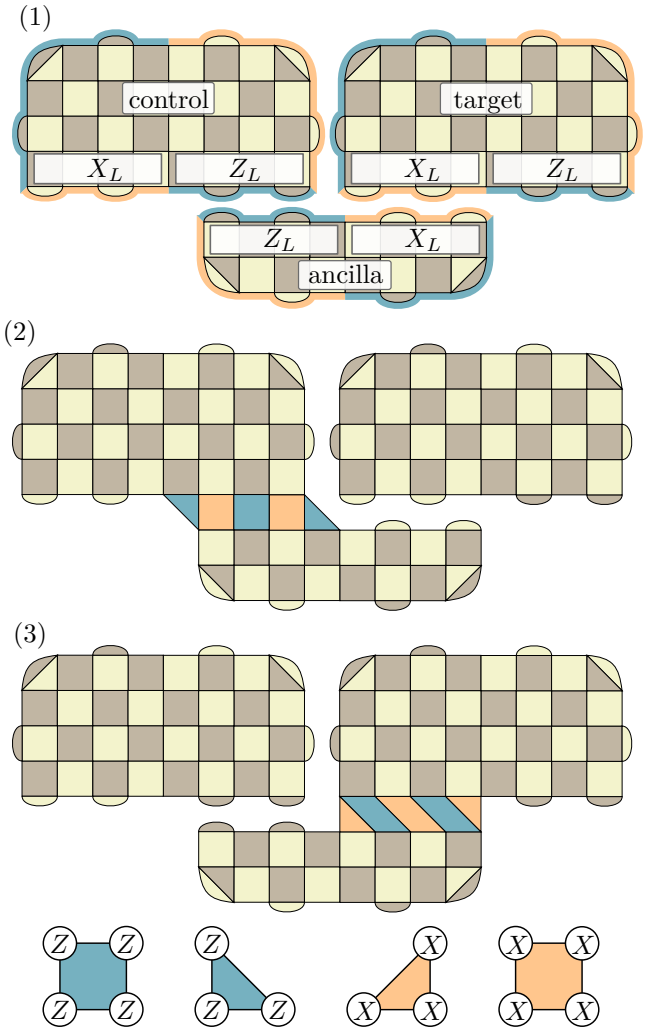 (1)
control target
X_L Z_L X_L Z_L
Z_L X_L
ancilla
(2)
(3)
Z Z Z X X X
Z Z Z Z X X X X